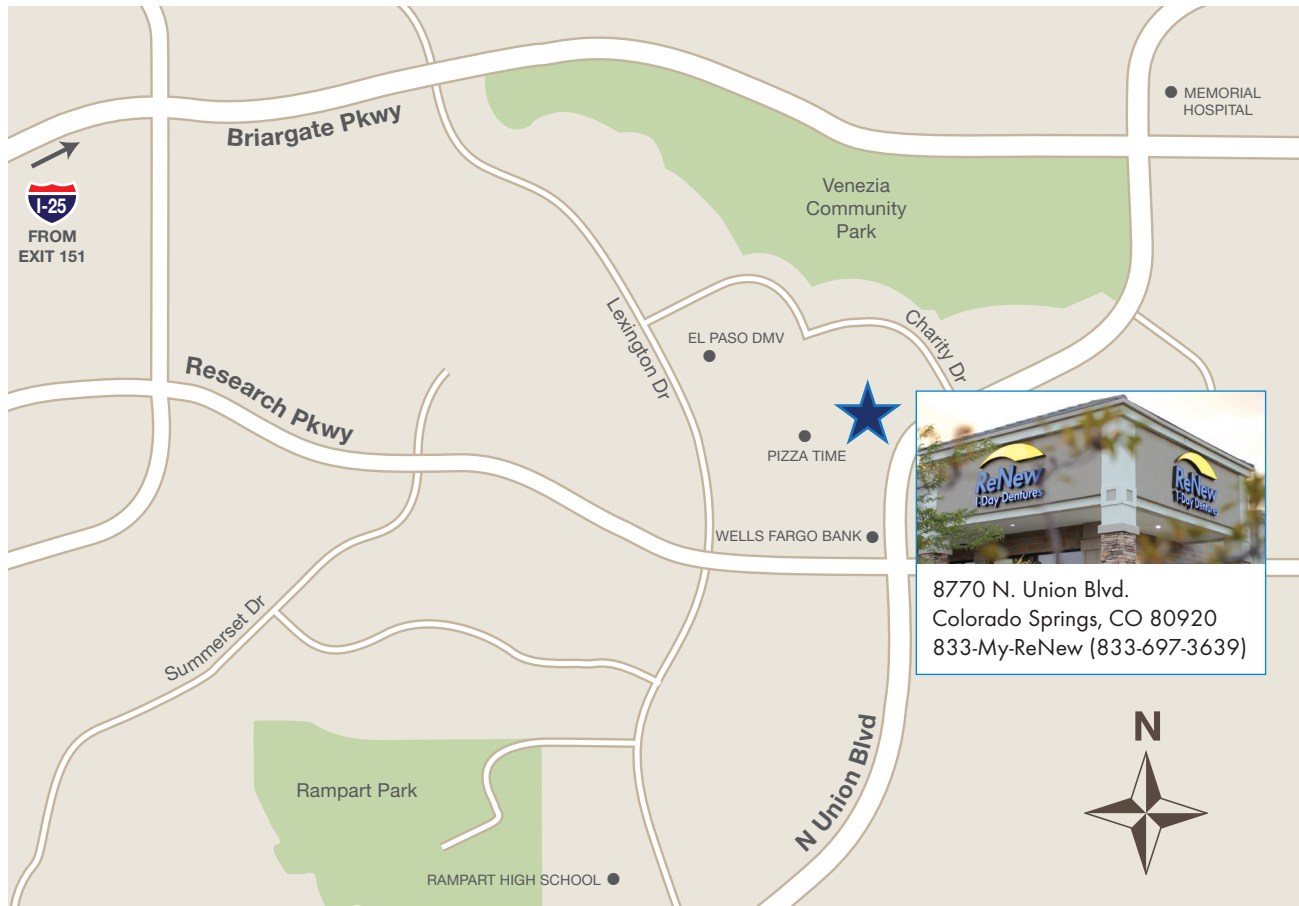 MEMORIAL
HOSPITAL
Briargate Pkwy
I-25
FROM
EXIT 151
Venezia
Community
Park
Lexington Dr
EL PASO DMV
Charity Dr
Research Pkwy
PIZZA TIME
ReNew
1-Day Dentures
ReNew
1-Day Dentures
WELLS FARGO BANK
8770 N. Union Blvd.
Colorado Springs, CO 80920
833-My-ReNew (833-697-3639)
Summerset Dr
N
N Union Blvd
Rampart Park
RAMPART HIGH SCHOOL